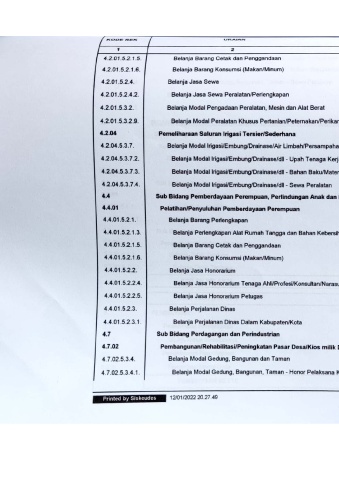 KODE REK URAIAN
1 2
4.2.01.5.2.1.5. Belanja Barang Cetak dan Penggandaan
4.2.01.5.2.1.6. Belanja Barang Konsumsi (Makan/Minum)
4.2.01.5.2.4. Belanja Jasa Sewa
4.2.01.5.2.4.2. Belanja Jasa Sewa Peralatan/Perlengkapan
4.2.01.5.3.2. Belanja Modal Pengadaan Peralatan, Mesin dan Alat Berat
4.2.01.5.3.2.9. Belanja Modal Peralatan Khusus Pertanian/Peternakan/Perikan
4.2.04 Pemeliharaan Saluran Irigasi Tersier/Sederhana
4.2.04.5.3.7. Belanja Modal Irigasi/Embung/Drainase/Air Limbah/Persampaha
4.2.04.5.3.7.2. Belanja Modal Irigasi/Embung/Drainase/dll - Upah Tenaga Kerj
4.2.04.5.3.7.3. Belanja Modal Irigasi/Embung/Drainase/dll - Bahan Baku/Mater
4.2.04.5.3.7.4. Belanja Modal Irigasi/Embung/Drainase/dll - Sewa Peralatan
4.4 Sub Bidang Pemberdayaan Perempuan, Perlindungan Anak dan
4.4.01 Pelatihan/Penyuluhan Pemberdayaan Perempuan
4.4.01.5.2.1. Belanja Barang Perlengkapan
4.4.01.5.2.1.3. Belanja Perlengkapan Alat Rumah Tangga dan Bahan Kebersih
4.4.01.5.2.1.5. Belanja Barang Cetak dan Penggandaan
4.4.01.5.2.1.6. Belanja Barang Konsumsi (Makan/Minum)
4.4.01.5.2.2. Belanja Jasa Honorarium
4.4.01.5.2.2.4. Belanja Jasa Honorarium Tenaga Ahli/Profesi/Konsultan/Naras
4.4.01.5.2.2.5. Belanja Jasa Honorarium Petugas
4.4.01.5.2.3. Belanja Perjalanan Dinas
4.4.01.5.2.3.1. Belanja Perjalanan Dinas Dalam Kabupaten/Kota
4.7 Sub Bidang Perdagangan dan Perindustrian
4.7.02 Pembangunan/Rehabilitasi/Peningkatan Pasar Desa/Kios milik D
4.7.02.5.3.4. Belanja Modal Gedung, Bangunan dan Taman
4.7.02.5.3.4.1. Belanja Modal Gedung, Bangunan, Taman - Honor Pelaksana K
Printed by Siskeudes 12/01/2022 20.27.49